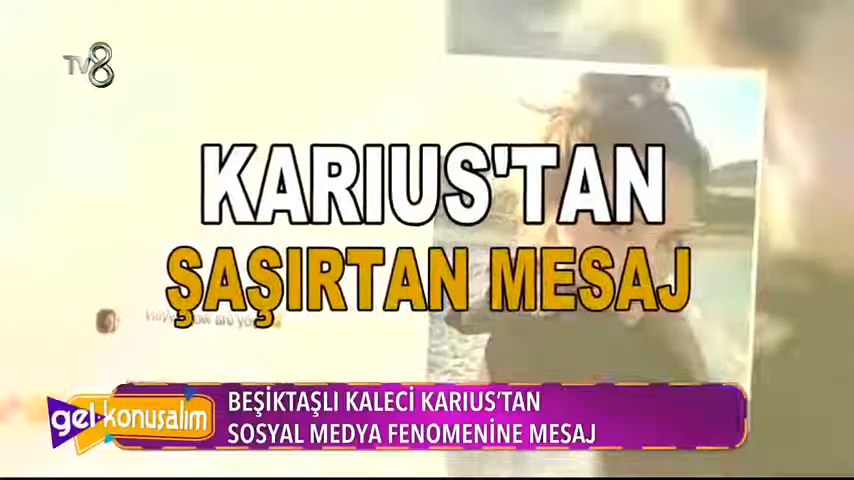 TV8
KARIUS'TAN
ŞAŞIRTAN MESAJ
gel konuşalım
BEŞİKTAŞLI KALECİ KARIUS'TAN
SOSYAL MEDYA FENOMENİNE MESAJ